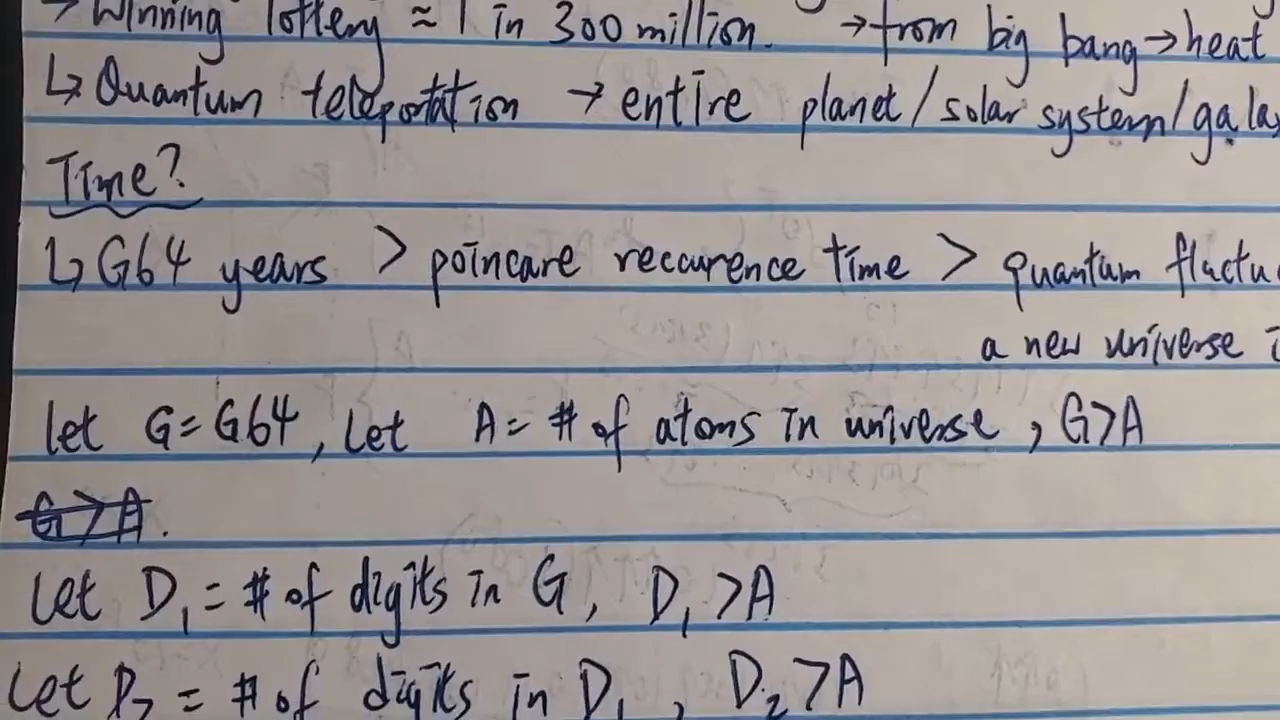 → Winning lottery ≈ 1 in 300 million. → from big bang → heat
↳ Quantum teleportation → entire planet / solar system / gala
Time?
↳ G64 years > poincare reccurence time > quantum fluctu
a new universe
Let G = G64, Let A = # of atoms in universe, G>A
G>A.
Let D₁ = # of digits in G, D₁ >A
Let D₂ = # of digits in D₁, D₂ >A